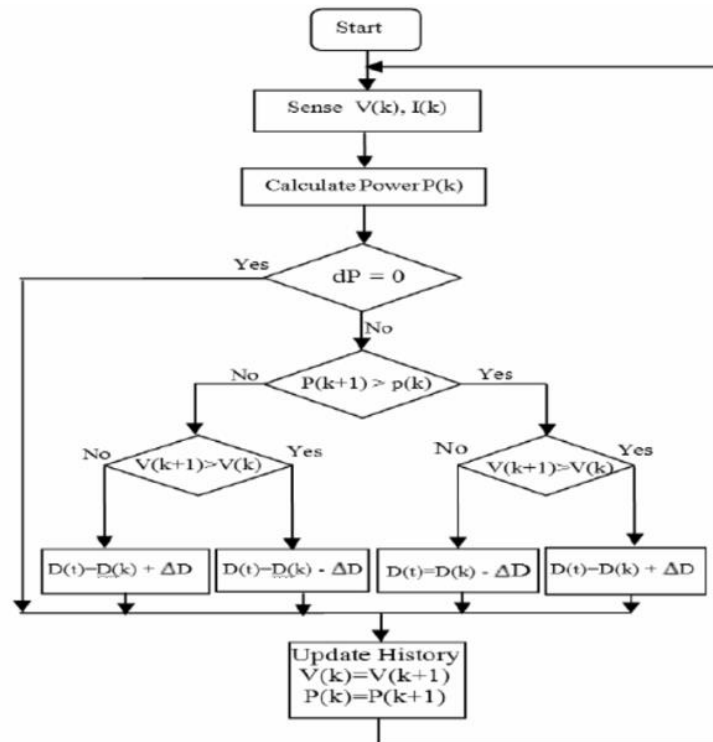 Start
Sense V(k), I(k)
Calculate Power P(k)
Yes
dP = 0
No
No
P(k+1) > p(k)
Yes
No
V(k+1)>V(k)
Yes
No
V(k+1)>V(k)
Yes
D(t)=D(k) + ΔD
D(t)=D(k) - ΔD
D(t)=D(k) - ΔD
D(t)=D(k) + ΔD
Update History
V(k)=V(k+1)
P(k)=P(k+1)